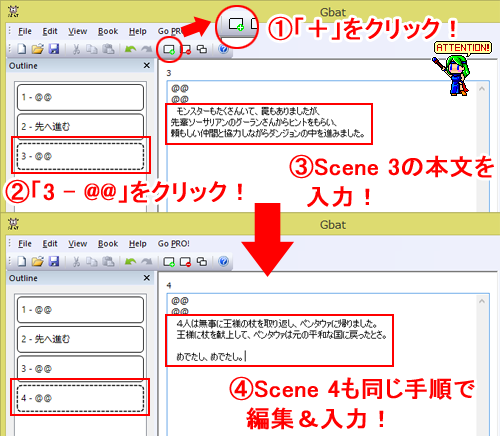 Gbat
①「＋」をクリック！
File Edit View Book Help Go PRO!
ATTENTION!
Outline
3
1 - @@
2 - 先へ進む
3 - @@
@@
@@
モンスターもたくさんいて、罠もありましたが、
先輩ソーサリアンのグーランさんからヒントをもらい、
頼もしい仲間と協力しながらダンジョンの中を進みました。
②「3 - @@」をクリック！
③Scene 3の本文を
入力！
Gbat
File Edit View Book Help Go PRO!
Outline
4
1 - @@
2 - 先へ進む
3 - @@
4 - @@
@@
@@
４人は無事に王様の杖を取り返し、ペンタウァに帰りました。
王様に杖を献上して、ペンタウァは元の平和な国に戻ったとさ。
めでたし、めでたし。
④Scene 4も同じ手順で
編集＆入力！